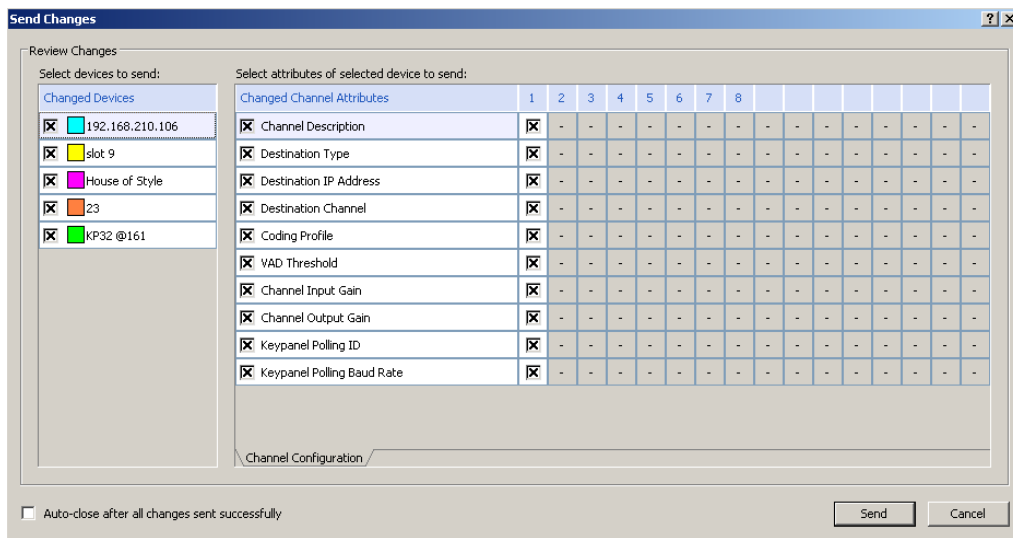 Send Changes
Review Changes
Select devices to send: Select attributes of selected device to send:
Changed Devices Changed Channel Attributes 1 2 3 4 5 6 7 8
192.168.210.106 Channel Description - - - - - - - - - - - - - - -
slot 9 Destination Type - - - - - - - - - - - - - - -
House of Style Destination IP Address - - - - - - - - - - - - - - -
23 Destination Channel - - - - - - - - - - - - - - -
KP32 @161 Coding Profile - - - - - - - - - - - - - - -
VAD Threshold - - - - - - - - - - - - - - -
Channel Input Gain - - - - - - - - - - - - - - -
Channel Output Gain - - - - - - - - - - - - - - -
Keypanel Polling ID - - - - - - - - - - - - - - -
Keypanel Polling Baud Rate - - - - - - - - - - - - - - -
Channel Configuration
Auto-close after all changes sent successfully Send Cancel